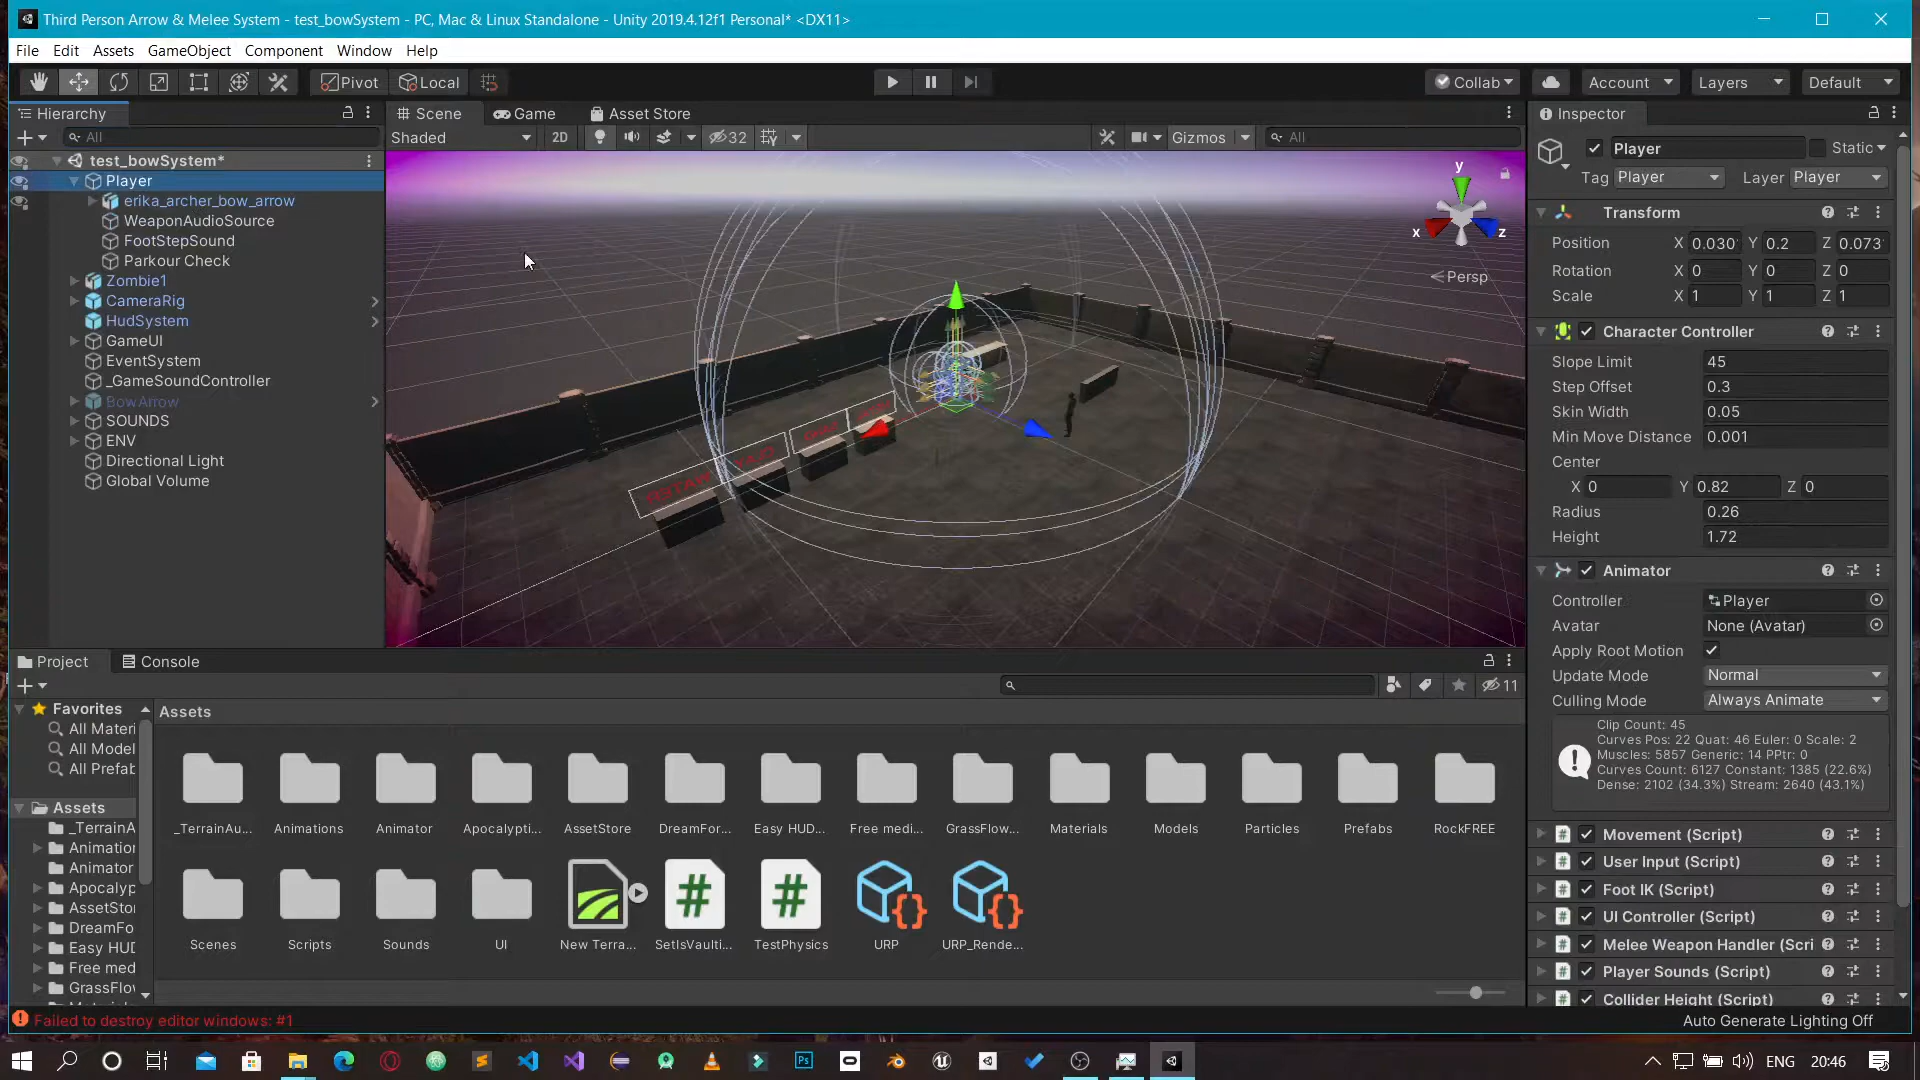 Third Person Arrow & Melee System - test_bowSystem - PC, Mac & Linux Standalone - Unity 2019.4.12f1 Personal* <DX11>
File Edit Assets GameObject Component Window Help
Pivot Local Collab Account Layers Default
Hierarchy
All
test_bowSystem*
Player
erika_archer_bow_arrow
WeaponAudioSource
FootStepSound
Parkour Check
Zombie1
CameraRig
HudSystem
GameUI
EventSystem
_GameSoundController
BowArrow
SOUNDS
ENV
Directional Light
Global Volume
Scene Game Asset Store
Shaded 2D 32 Gizmos All
y
x z
Persp
Inspector
Player Static
Tag Player Layer Player
Transform
Position X 0.030 Y 0.2 Z 0.073
Rotation X 0 Y 0 Z 0
Scale X 1 Y 1 Z 1
Character Controller
Slope Limit 45
Step Offset 0.3
Skin Width 0.05
Min Move Distance 0.001
Center
X 0 Y 0.82 Z 0
Radius 0.26
Height 1.72
Animator
Controller Player
Avatar None (Avatar)
Apply Root Motion
Update Mode Normal
Culling Mode Always Animate
Clip Count: 45
Curves Pos: 22 Quat: 46 Euler: 0 Scale: 2
Muscles: 5857 Generic: 14 PPtr: 0
Curves Count: 6127 Constant: 1385 (22.6%)
Dense: 2102 (34.3%) Stream: 2640 (43.1%)
Movement (Script)
User Input (Script)
Foot IK (Script)
UI Controller (Script)
Melee Weapon Handler (Scri
Player Sounds (Script)
Collider Height (Script)
Project Console
11
Favorites
All Materi
All Model
All Prefab
Assets
_TerrainA
Animation
Animator
Apocalyp
AssetStor
DreamFo
Easy HUD
Free med
GrassFlow
Assets
_TerrainAu... Animations Animator Apocalypti... AssetStore DreamFor... Easy HUD... Free medi... GrassFlow... Materials Models Particles Prefabs RockFREE
Scenes Scripts Sounds UI New Terra... SetIsVaulti... TestPhysics URP URP_Rende...
Failed to destroy editor windows: #1
Auto Generate Lighting Off
ENG 20:46